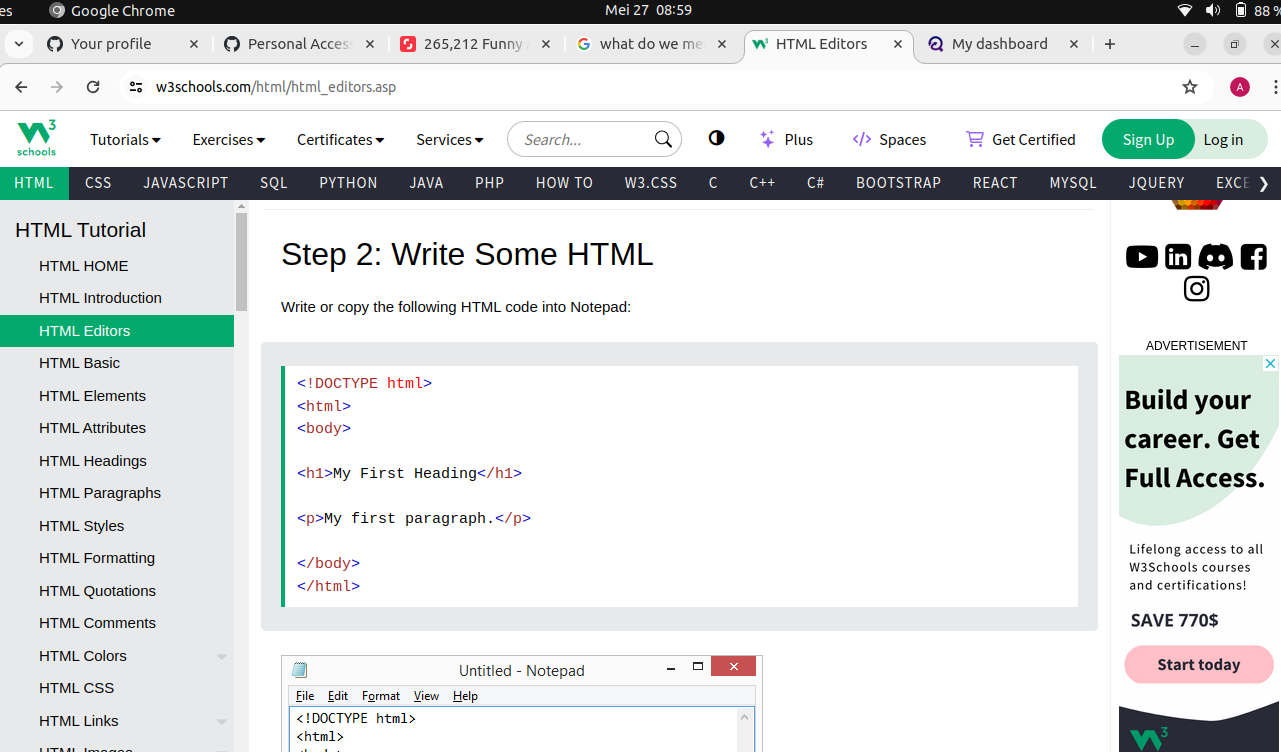 es
Google Chrome
Mei 27 08:59
88 %
Your profile
Personal Access
265,212 Funny
what do we me
HTML Editors
My dashboard
w3schools.com/html/html_editors.asp
A
W3
schools
Tutorials
Exercises
Certificates
Services
Search...
Plus
Spaces
Get Certified
Sign Up
Log in
HTML
CSS
JAVASCRIPT
SQL
PYTHON
JAVA
PHP
HOW TO
W3.CSS
C
C++
C#
BOOTSTRAP
REACT
MYSQL
JQUERY
EXCE
HTML Tutorial
HTML HOME
HTML Introduction
HTML Editors
HTML Basic
HTML Elements
HTML Attributes
HTML Headings
HTML Paragraphs
HTML Styles
HTML Formatting
HTML Quotations
HTML Comments
HTML Colors
HTML CSS
HTML Links
HTML Images
Step 2: Write Some HTML
Write or copy the following HTML code into Notepad:
<!DOCTYPE html>
<html>
<body>
<h1>My First Heading</h1>
<p>My first paragraph.</p>
</body>
</html>
Untitled - Notepad
File Edit Format View Help
<!DOCTYPE html>
<html>
ADVERTISEMENT
Build your
career. Get
Full Access.
Lifelong access to all
W3Schools courses
and certifications!
SAVE 770$
Start today
W3